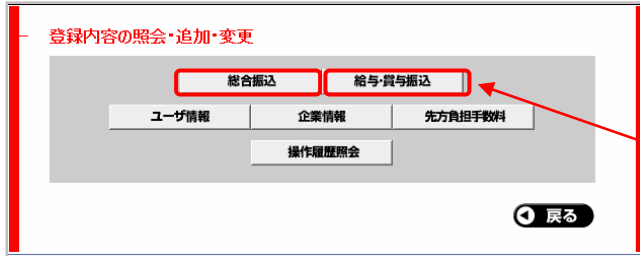 登録内容の照会・追加・変更
総合振込 給与・賞与振込
ユーザ情報 企業情報 先方負担手数料
操作履歴照会
戻る